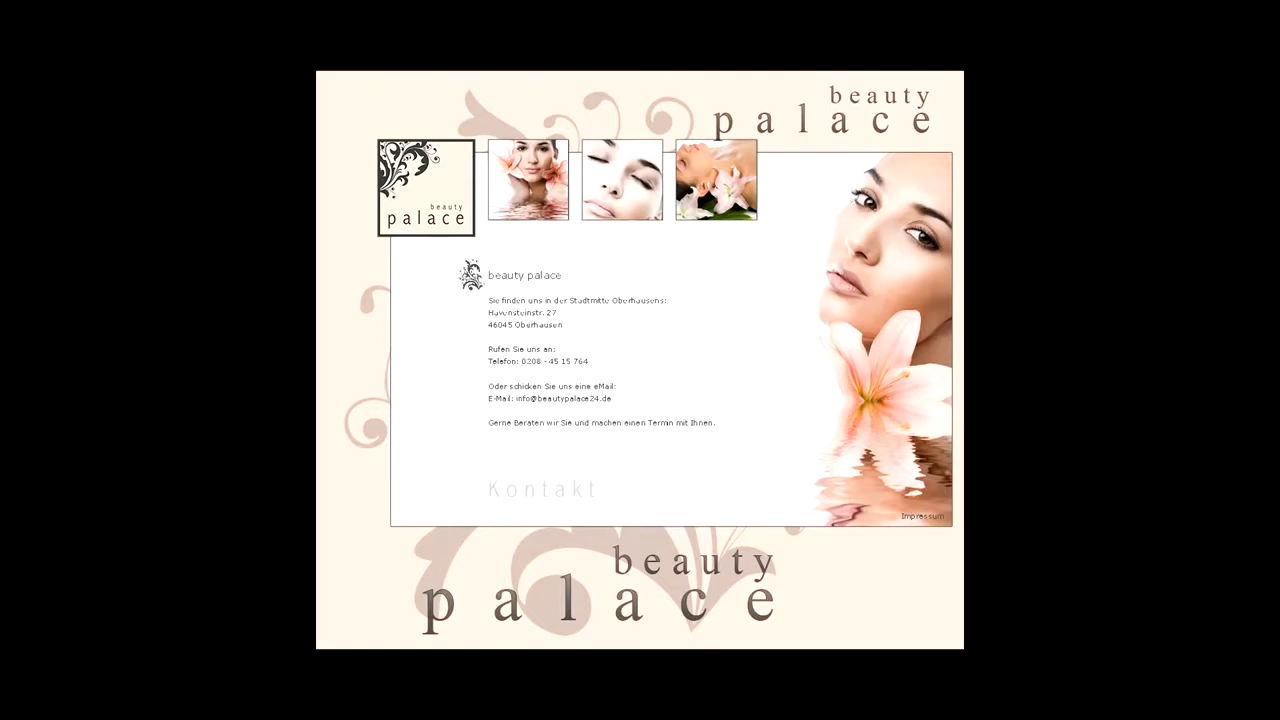 beauty
palace
beauty
palace
beauty palace
Sie finden uns in der Stadtmitte Oberhausens:
Havensteinstr. 27
46045 Oberhausen
Rufen Sie uns an:
Telefon: 0208 - 45 15 764
Oder schicken Sie uns eine eMail:
E-Mail: info@beautypalace24.de
Gerne Beraten wir Sie und machen einen Termin mit Ihnen.
Kontakt
Impressum
beauty
palace